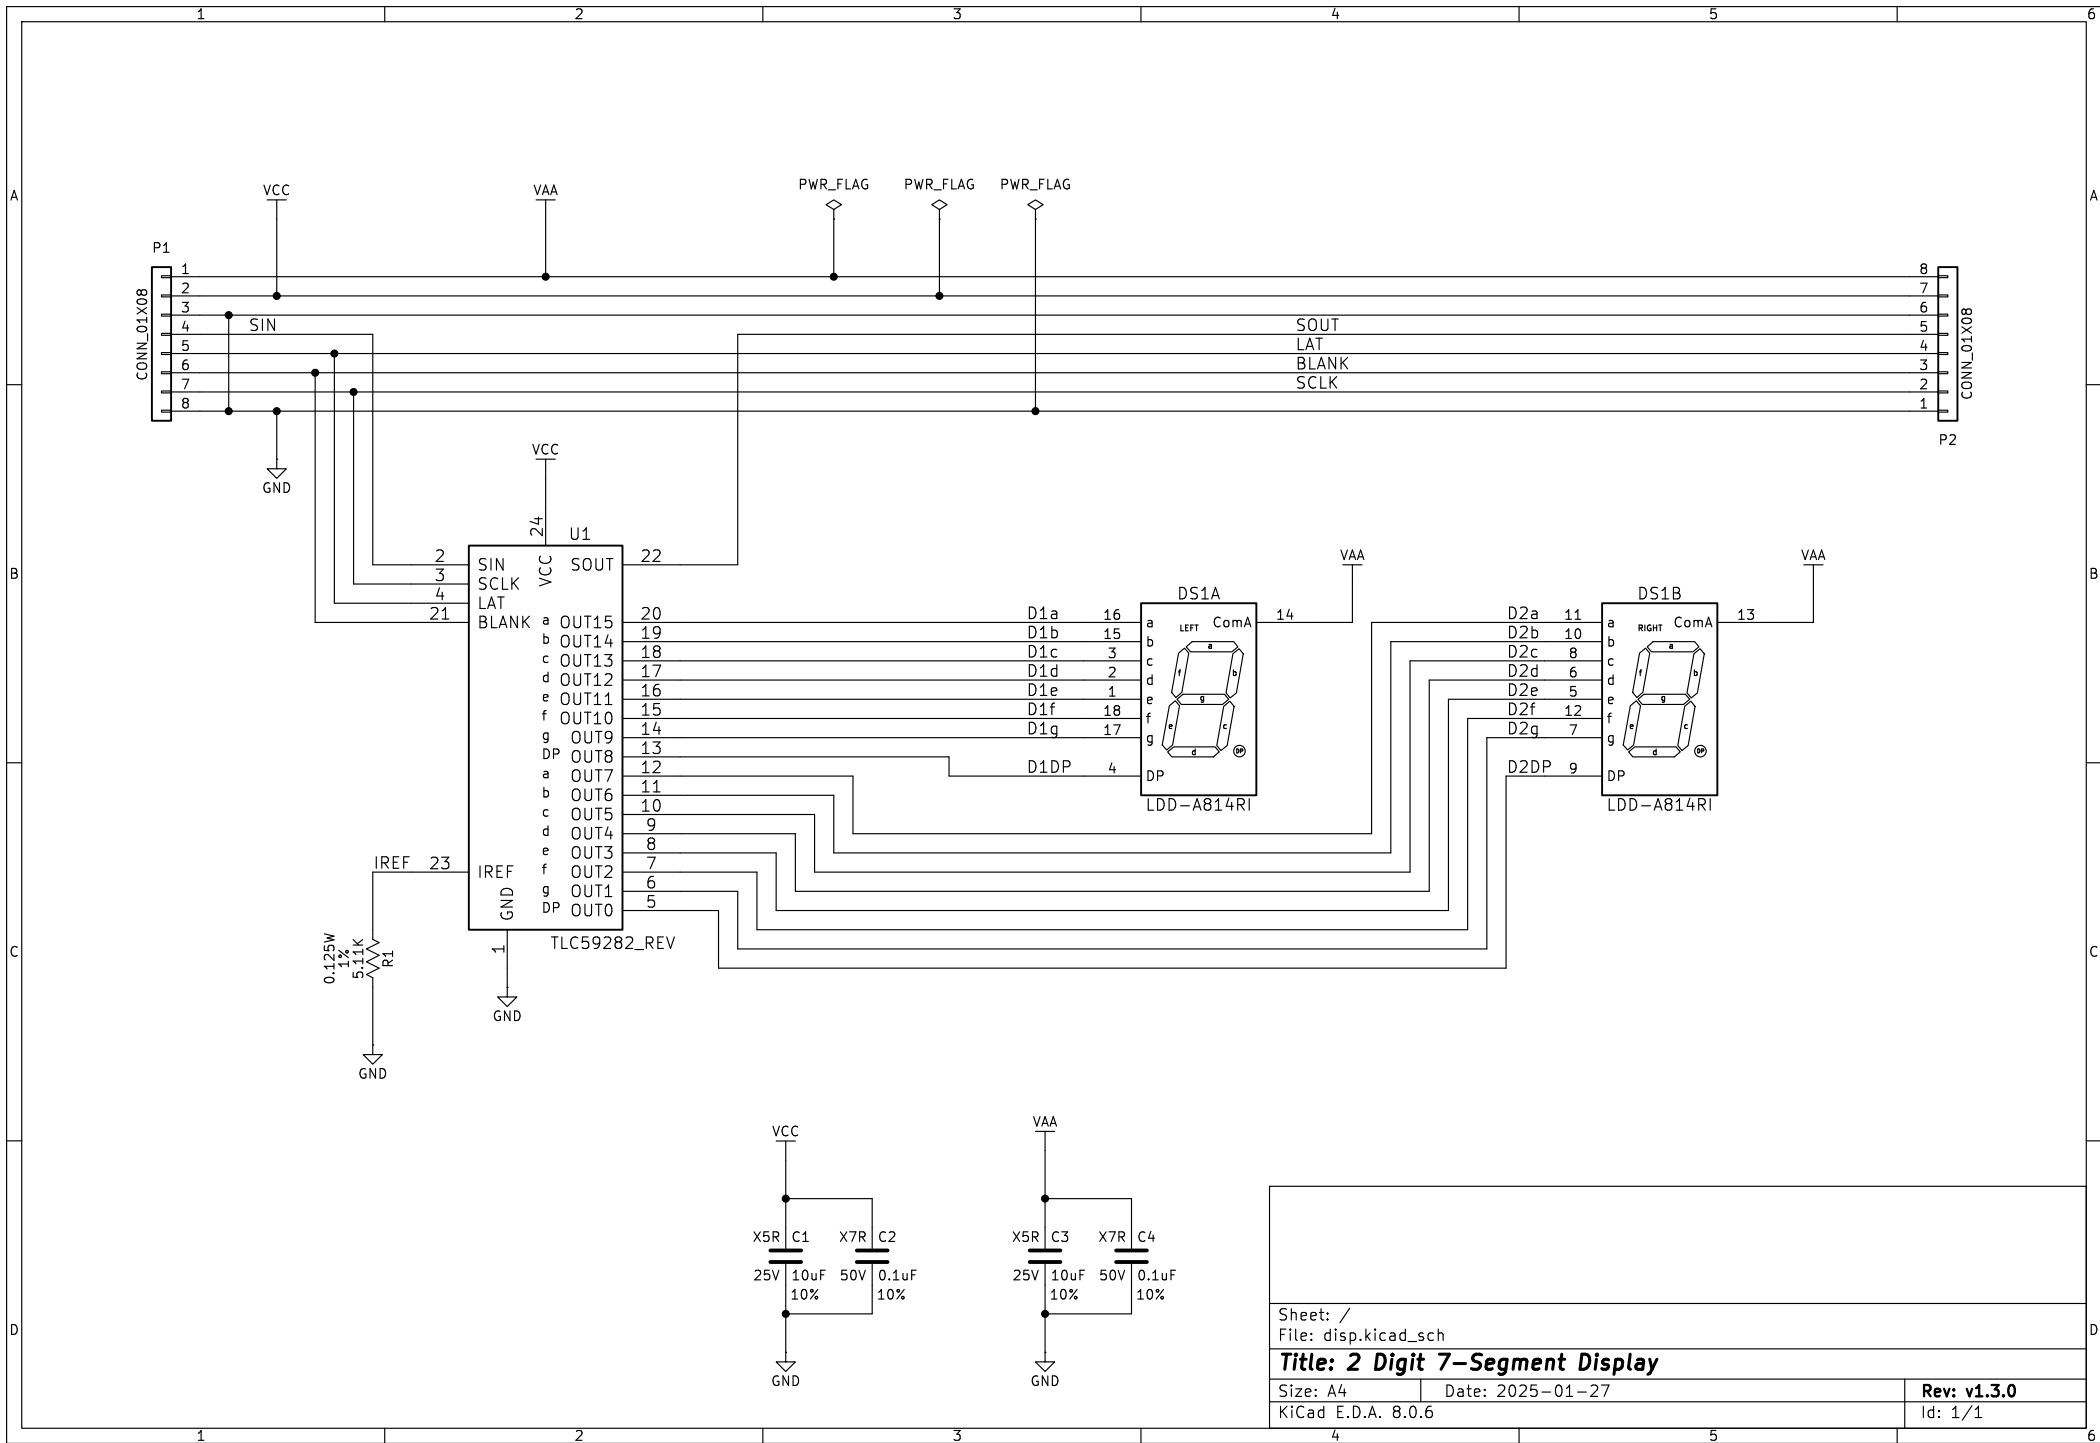 1 2 3 4 5 6
A A
VCC VAA PWR_FLAG PWR_FLAG PWR_FLAG
P1
CONN_01X08
1 8
2 7
3 6
4 SIN SOUT 5
5 LAT 4
6 BLANK 3
7 SCLK 2
8 1
CONN_01X08
P2
GND
VCC
24
U1
B B
2 SIN VCC SOUT 22
3 SCLK
4 LAT
21 BLANK
a OUT15 20
b OUT14 19
c OUT13 18
d OUT12 17
e OUT11 16
f OUT10 15
g OUT9 14
DP OUT8 13
a OUT7 12
b OUT6 11
c OUT5 10
d OUT4 9
e OUT3 8
f OUT2 7
g OUT1 6
DP OUT0 5
IREF 23 IREF
GND
1
TLC59282_REV
GND
0.125W
1%
5.11K
R1
GND
VAA
DS1A
D1a 16 a LEFT ComA 14
D1b 15 b
D1c 3 c
D1d 2 d
D1e 1 e
D1f 18 f
D1g 17 g
D1DP 4 DP
a
f b
g
e c
d DP
LDD-A814RI
VAA
DS1B
D2a 11 a RIGHT ComA 13
D2b 10 b
D2c 8 c
D2d 6 d
D2e 5 e
D2f 12 f
D2g 7 g
D2DP 9 DP
a
f b
g
e c
d DP
LDD-A814RI
C C
VCC VAA
X5R C1 X7R C2 X5R C3 X7R C4
25V 10uF 50V 0.1uF 25V 10uF 50V 0.1uF
10% 10% 10% 10%
GND GND
D D
Sheet: /
File: disp.kicad_sch
Title: 2 Digit 7-Segment Display
Size: A4 Date: 2025-01-27 Rev: v1.3.0
KiCad E.D.A. 8.0.6 Id: 1/1
1 2 3 4 5 6